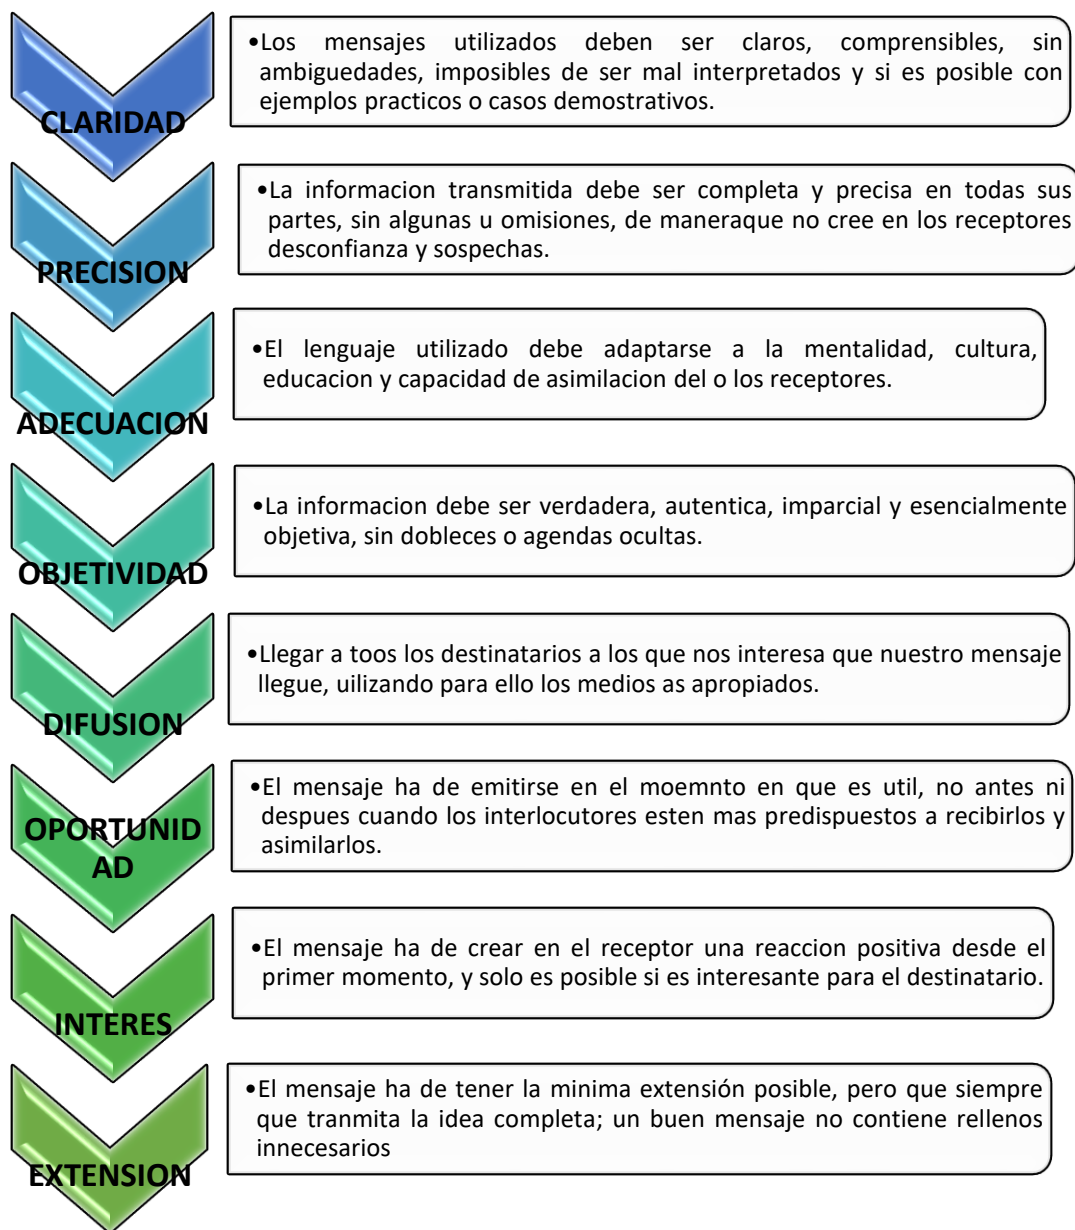 CLARIDAD
•Los mensajes utilizados deben ser claros, comprensibles, sin
ambiguedades, imposibles de ser mal interpretados y si es posible con
ejemplos practicos o casos demostrativos.
PRECISION
•La informacion transmitida debe ser completa y precisa en todas sus
partes, sin algunas u omisiones, de maneraque no cree en los receptores
desconfianza y sospechas.
ADECUACION
•El lenguaje utilizado debe adaptarse a la mentalidad, cultura,
educacion y capacidad de asimilacion del o los receptores.
OBJETIVIDAD
•La informacion debe ser verdadera, autentica, imparcial y esencialmente
objetiva, sin dobleces o agendas ocultas.
DIFUSION
•Llegar a toos los destinatarios a los que nos interesa que nuestro mensaje
llegue, uilizando para ello los medios as apropiados.
OPORTUNID
AD
•El mensaje ha de emitirse en el moemnto en que es util, no antes ni
despues cuando los interlocutores esten mas predispuestos a recibirlos y
asimilarlos.
INTERES
•El mensaje ha de crear en el receptor una reaccion positiva desde el
primer momento, y solo es posible si es interesante para el destinatario.
EXTENSION
•El mensaje ha de tener la minima extensión posible, pero que siempre
que tranmita la idea completa; un buen mensaje no contiene rellenos
innecesarios